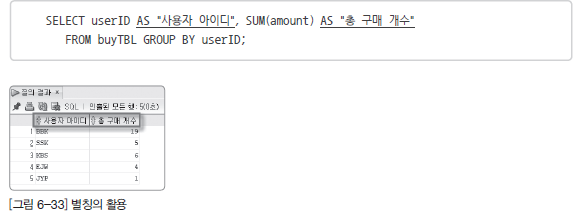 SELECT userID AS "사용자 아이디", SUM(amount) AS "총 구매 개수"
FROM buyTBL GROUP BY userID;
질의 결과 ×
SQL | 인출된 모든 행: 5(0초)
사용자 아이디 총 구매 개수
1 BBK 19
2 SSK 5
3 KBS 6
4 EJW 4
5 JYP 1
[그림 6-33] 별칭의 활용